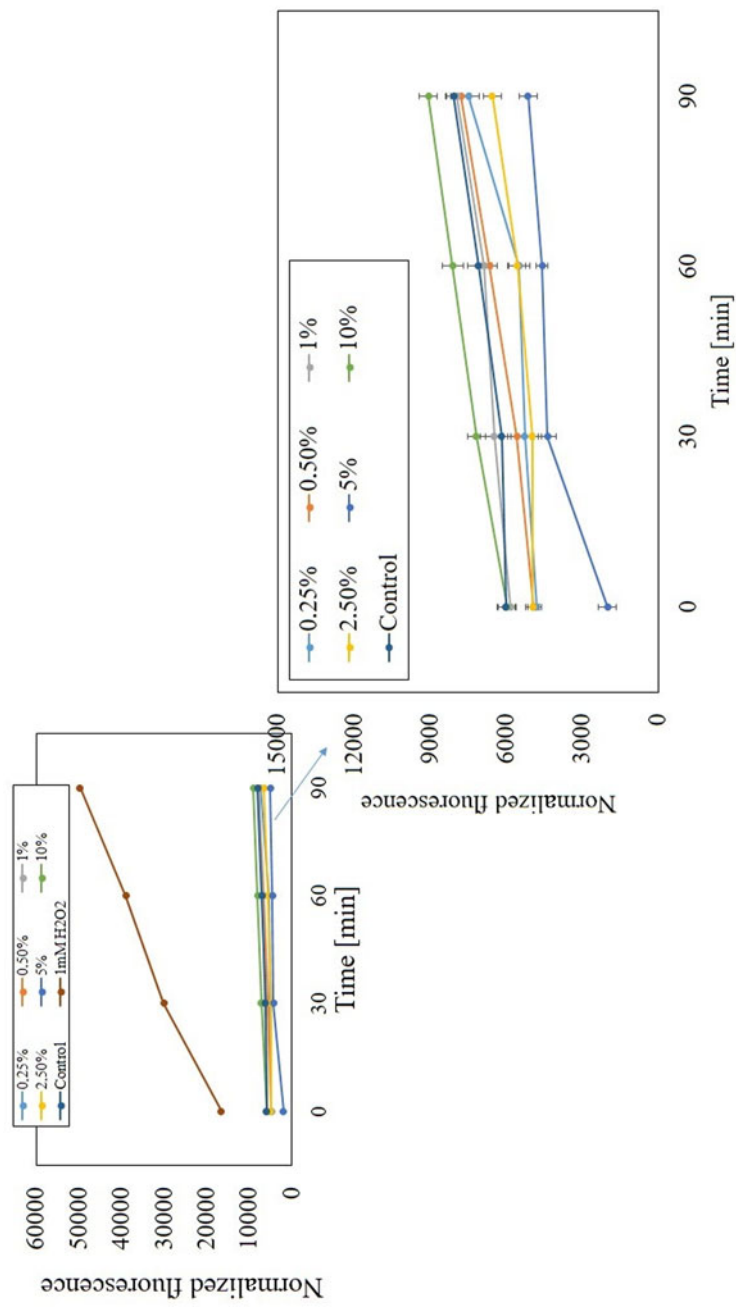 60000
50000
40000
30000
20000
10000
0
Normalized fluorescence
0.25% 0.50% 1%
2.50% 5% 10%
Control 1mM H2O2
0 30 60 90
Time [min]
15000
12000
9000
6000
3000
0
Normalized fluorescence
0.25% 0.50% 1%
2.50% 5% 10%
Control
0 30 60 90
Time [min]